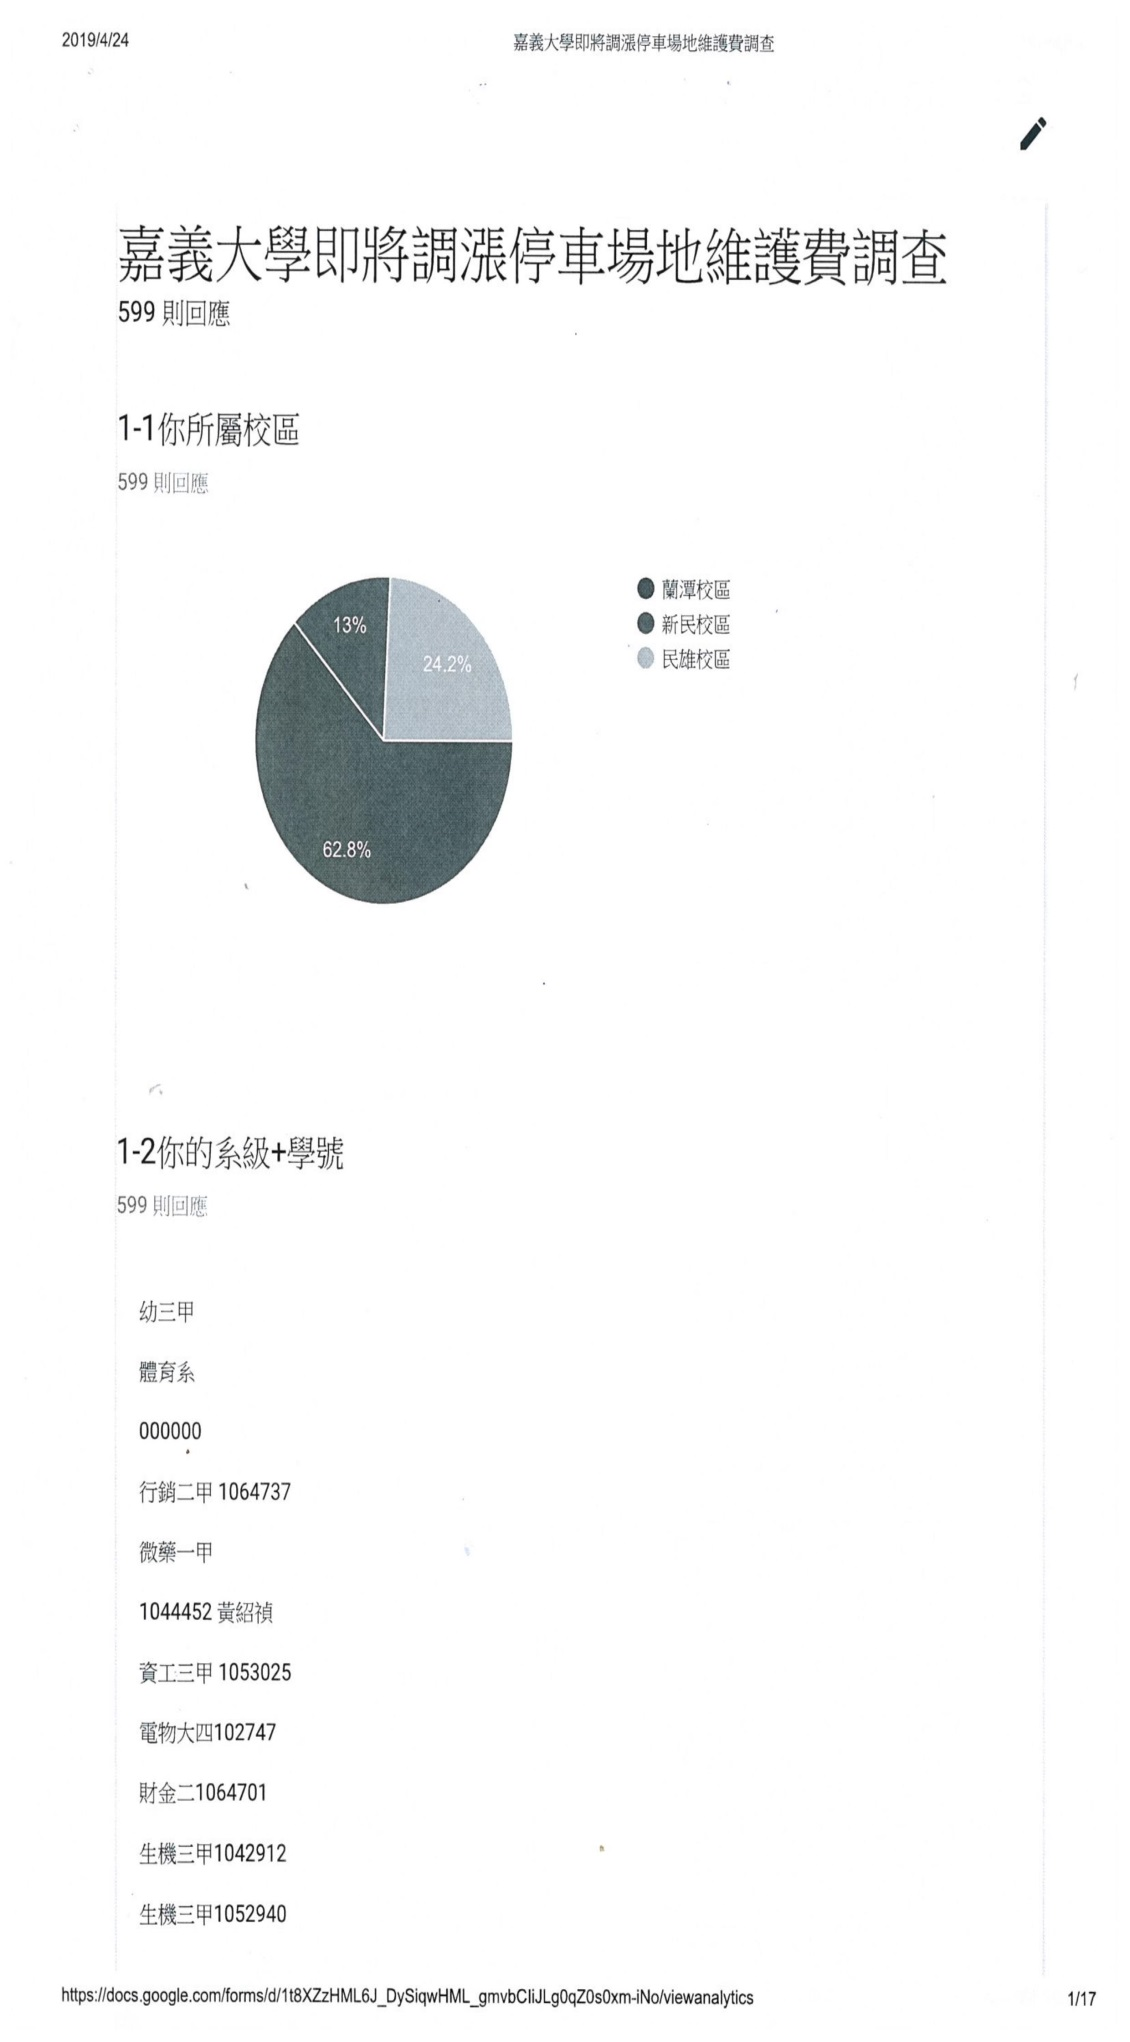 2019/4/24
嘉義大學即將調漲停車場地維護費調查
嘉義大學即將調漲停車場地維護費調查
599 則回應
1-1你所屬校區
599 則回應
13%
24.2%
62.8%
蘭潭校區
新民校區
民雄校區
1-2你的系級+學號
599 則回應
幼三甲
體育系
000000
行銷二甲 1064737
微藥一甲
1044452 黃紹禎
資工三甲 1053025
電物大四102747
財金二1064701
生機三甲1042912
生機三甲1052940
https://docs.google.com/forms/d/1t8XZzHML6J_DySiqwHML_gmvbCIiJLg0qZ0s0xm-iNo/viewanalytics
1/17